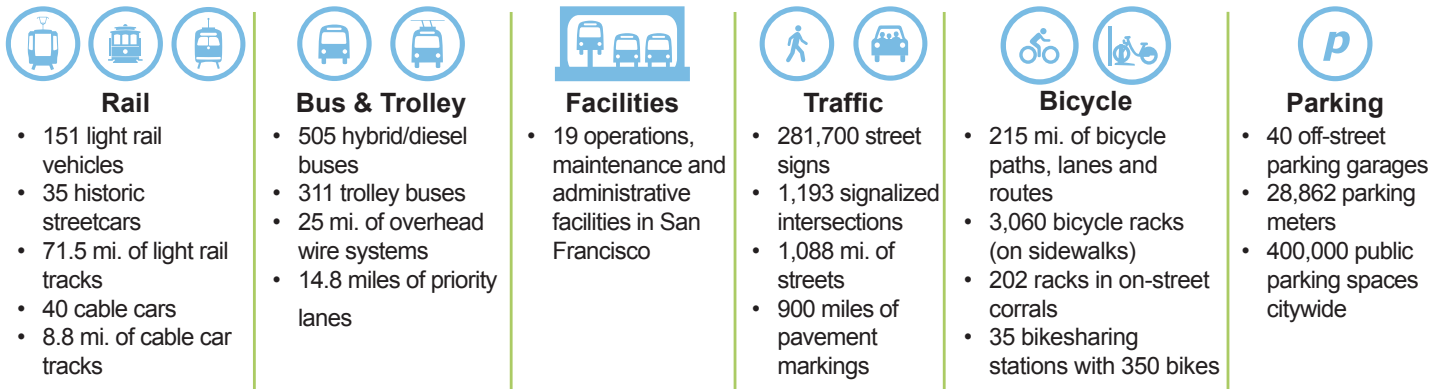 Rail
• 151 light rail
vehicles
• 35 historic
streetcars
• 71.5 mi. of light rail
tracks
• 40 cable cars
• 8.8 mi. of cable car
tracks
Bus & Trolley
• 505 hybrid/diesel
buses
• 311 trolley buses
• 25 mi. of overhead
wire systems
• 14.8 miles of priority
lanes
Facilities
• 19 operations,
maintenance and
administrative
facilities in San
Francisco
Traffic
• 281,700 street
signs
• 1,193 signalized
intersections
• 1,088 mi. of
streets
• 900 miles of
pavement
markings
Bicycle
• 215 mi. of bicycle
paths, lanes and
routes
• 3,060 bicycle racks
(on sidewalks)
• 202 racks in on-street
corrals
• 35 bikesharing
stations with 350 bikes
p
Parking
• 40 off-street
parking garages
• 28,862 parking
meters
• 400,000 public
parking spaces
citywide